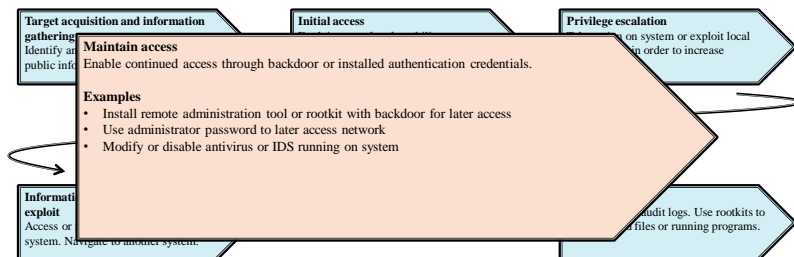 Target acquisition and information
gathering
Identify an
public info
Initial access
Privilege escalation
on system or exploit local
in order to increase
Maintain access
Enable continued access through backdoor or installed authentication credentials.
Examples
• Install remote administration tool or rootkit with backdoor for later access
• Use administrator password to later access network
• Modify or disable antivirus or IDS running on system
Informati
exploit
Access or
system. Navigate to another system.
audit logs. Use rootkits to
files or running programs.